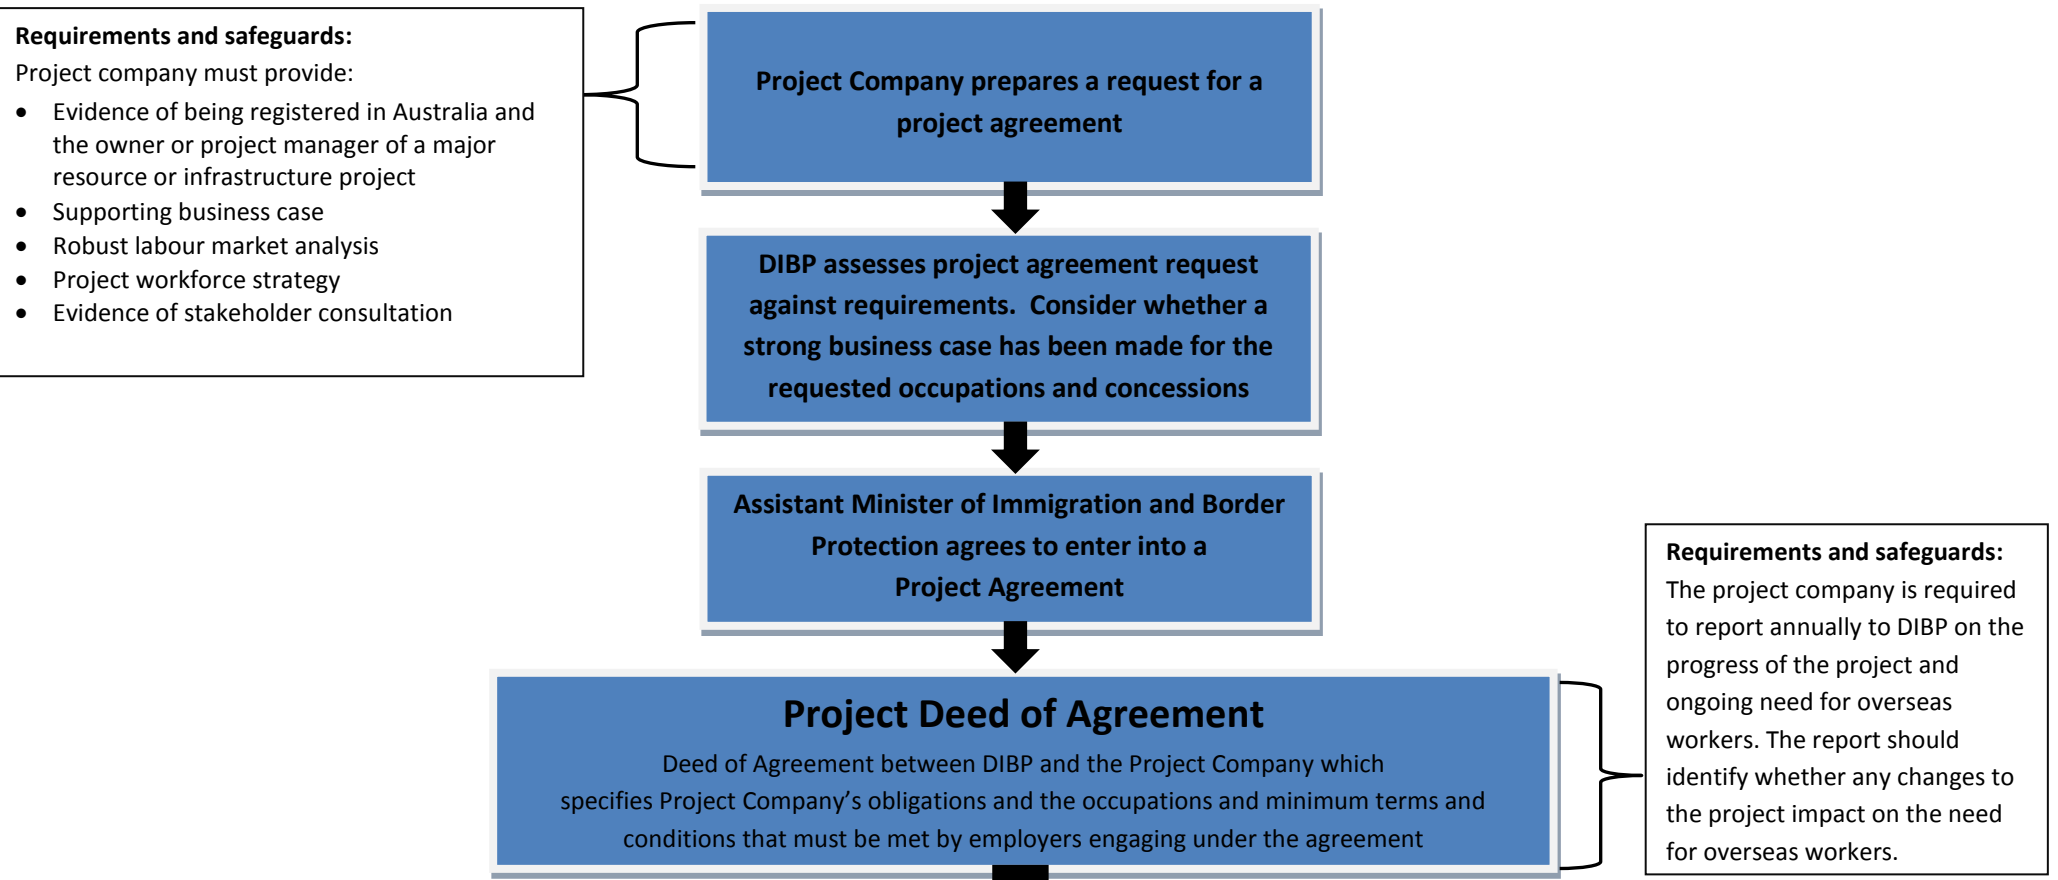 Requirements and safeguards:
Project company must provide:
• Evidence of being registered in Australia and
the owner or project manager of a major
resource or infrastructure project
• Supporting business case
• Robust labour market analysis
• Project workforce strategy
• Evidence of stakeholder consultation
Project Company prepares a request for a
project agreement
DIBP assesses project agreement request
against requirements.  Consider whether a
strong business case has been made for the
requested occupations and concessions
Assistant Minister of Immigration and Border
Protection agrees to enter into a
Project Agreement
Project Deed of Agreement
Deed of Agreement between DIBP and the Project Company which
specifies Project Company’s obligations and the occupations and minimum terms and
conditions that must be met by employers engaging under the agreement
Requirements and safeguards:
The project company is required
to report annually to DIBP on the
progress of the project and
ongoing need for overseas
workers. The report should
identify whether any changes to
the project impact on the need
for overseas workers.